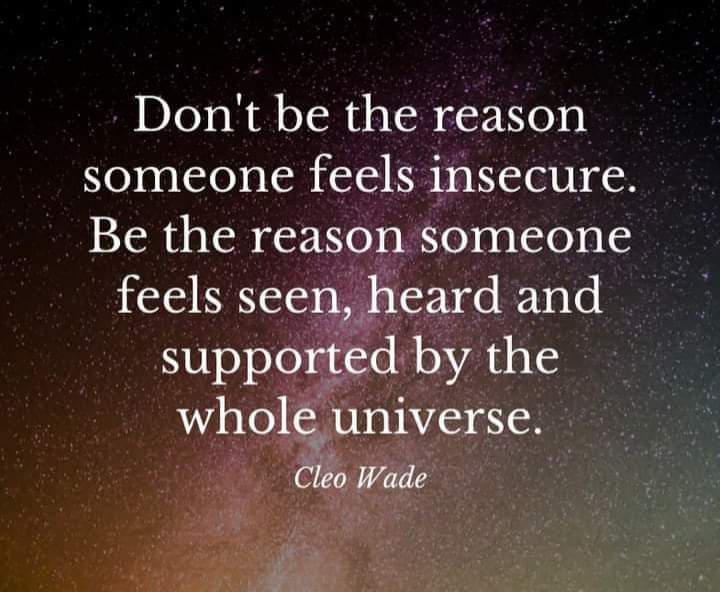 Don't be the reason
someone feels insecure.
Be the reason someone
feels seen, heard and
supported by the
whole universe.
Cleo Wade